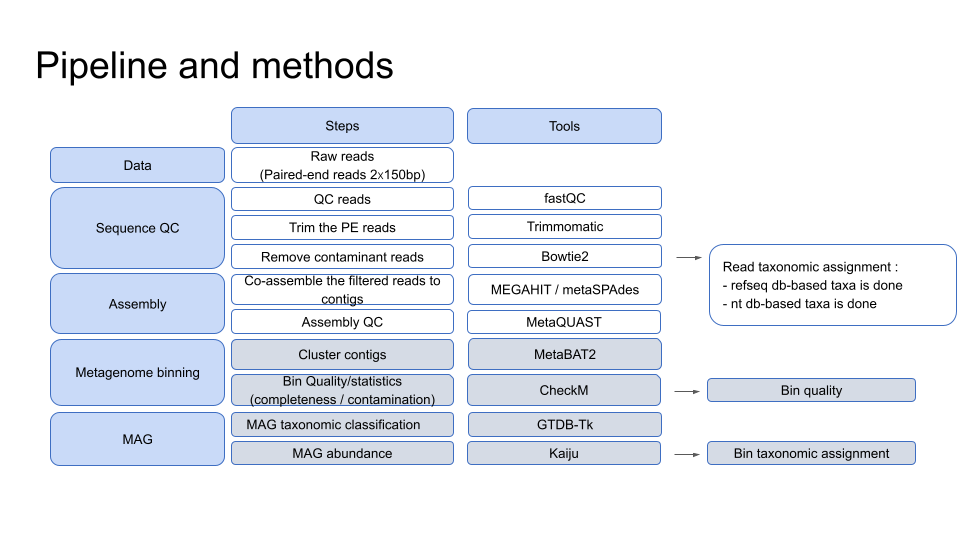 Pipeline and methods
Steps
Tools
Data
Raw reads
(Paired-end reads 2x150bp)
Sequence QC
QC reads
fastQC
Trim the PE reads
Trimmomatic
Remove contaminant reads
Bowtie2
Read taxonomic assignment :
- refseq db-based taxa is done
- nt db-based taxa is done
Assembly
Co-assemble the filtered reads to
contigs
MEGAHIT / metaSPAdes
Assembly QC
MetaQUAST
Metagenome binning
Cluster contigs
MetaBAT2
Bin Quality/statistics
(completeness / contamination)
CheckM
Bin quality
MAG
MAG taxonomic classification
GTDB-Tk
MAG abundance
Kaiju
Bin taxonomic assignment